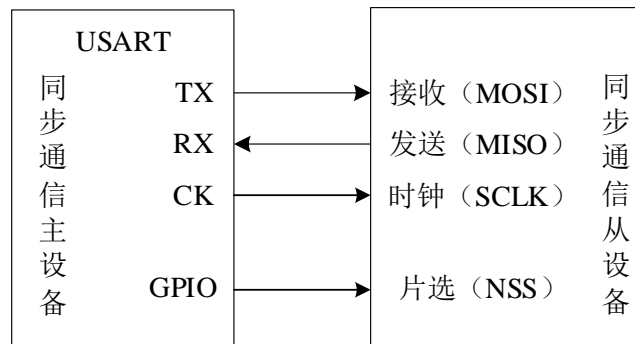 USART
同步通信主设备
TX
RX
CK
GPIO
接收（MOSI）
发送（MISO）
时钟（SCLK）
片选（NSS）
同步通信从设备